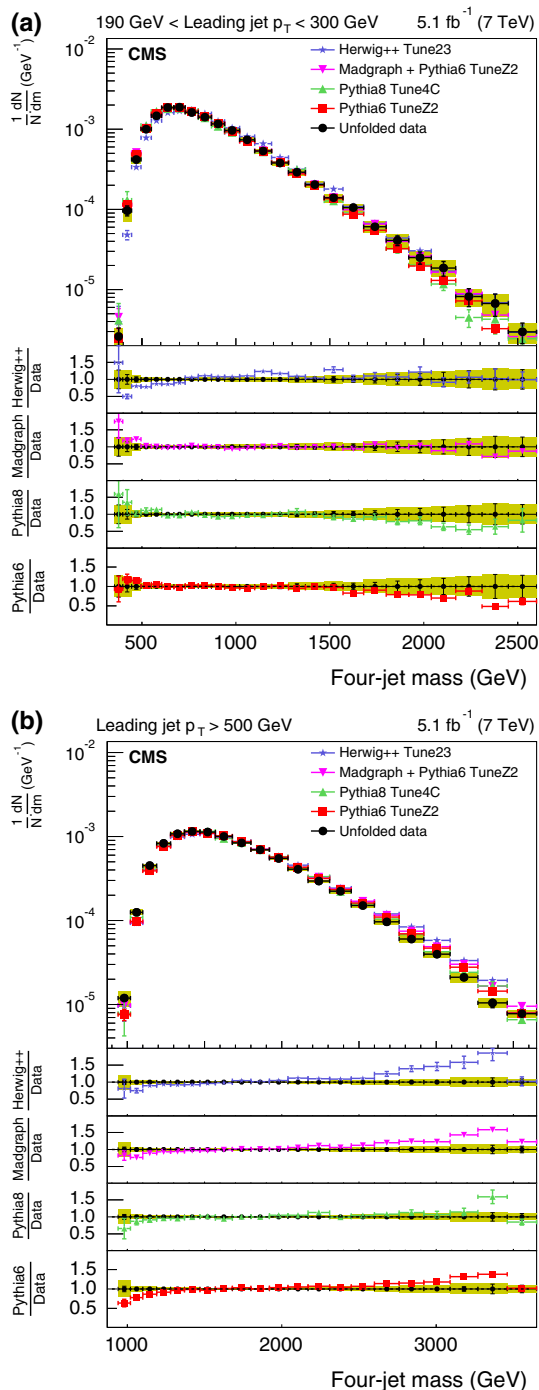 (a)
190 GeV < Leading jet p_T < 300 GeV 5.1 fb^-1 (7 TeV)
CMS
Herwig++ Tune23
Madgraph + Pythia6 TuneZ2
Pythia8 Tune4C
Pythia6 TuneZ2
Unfolded data
1/N dN/dm (GeV^-1)
10^-2
10^-3
10^-4
10^-5
Herwig++
Data
1.5
1.0
0.5
Madgraph
Data
1.5
1.0
0.5
Pythia8
Data
1.5
1.0
0.5
Pythia6
Data
1.5
1.0
0.5
500 1000 1500 2000 2500
Four-jet mass (GeV)
(b)
Leading jet p_T > 500 GeV 5.1 fb^-1 (7 TeV)
CMS
Herwig++ Tune23
Madgraph + Pythia6 TuneZ2
Pythia8 Tune4C
Pythia6 TuneZ2
Unfolded data
1/N dN/dm (GeV^-1)
10^-2
10^-3
10^-4
10^-5
Herwig++
Data
1.5
1.0
0.5
Madgraph
Data
1.5
1.0
0.5
Pythia8
Data
1.5
1.0
0.5
Pythia6
Data
1.5
1.0
0.5
1000 2000 3000
Four-jet mass (GeV)